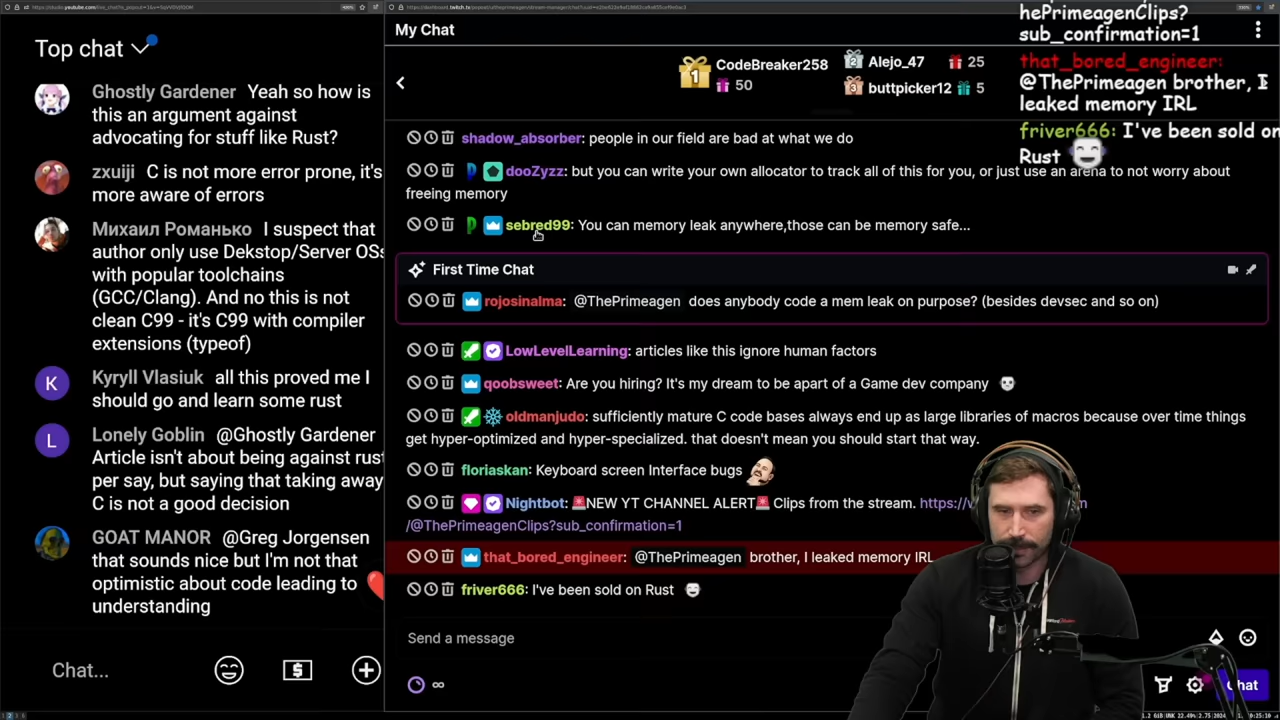 Top chat
Ghostly Gardener Yeah so how is
this an argument against
advocating for stuff like Rust?
zxuiji C is not more error prone, it's
more aware of errors
Михаил Романько I suspect that
author only use Dekstop/Server OSs
with popular toolchains
(GCC/Clang). And no this is not
clean C99 - it's C99 with compiler
extensions (typeof)
K
Kyryll Vlasiuk all this proved me I
should go and learn some rust
L
Lonely Goblin @Ghostly Gardener
Article isn't about being against rust
per say, but saying that taking away
C is not a good decision
GOAT MANOR @Greg Jorgensen
that sounds nice but I'm not that
optimistic about code leading to
understanding
Chat...
My Chat
1 CodeBreaker258
50
2 Alejo_47 25
3 buttpicker12 5
shadow_absorber: people in our field are bad at what we do
dooZyzz: but you can write your own allocator to track all of this for you, or just use an arena to not worry about
freeing memory
sebred99: You can memory leak anywhere,those can be memory safe...
First Time Chat
rojosinalma: @ThePrimeagen does anybody code a mem leak on purpose? (besides devsec and so on)
LowLevelLearning: articles like this ignore human factors
qoobsweet: Are you hiring? It's my dream to be apart of a Game dev company
oldmanjudo: sufficiently mature C code bases always end up as large libraries of macros because over time things
get hyper-optimized and hyper-specialized. that doesn't mean you should start that way.
floriaskan: Keyboard screen Interface bugs
Nightbot: NEW YT CHANNEL ALERT Clips from the stream.
/@ThePrimeagenClips?sub_confirmation=1
that_bored_engineer: @ThePrimeagen brother, I leaked memory IRL
friver666: I've been sold on Rust
Send a message
∞
Chat
hePrimeagenClips?
sub_confirmation=1
that_bored_engineer:
@ThePrimeagen brother, I
leaked memory IRL
friver666: I've been sold on
Rust